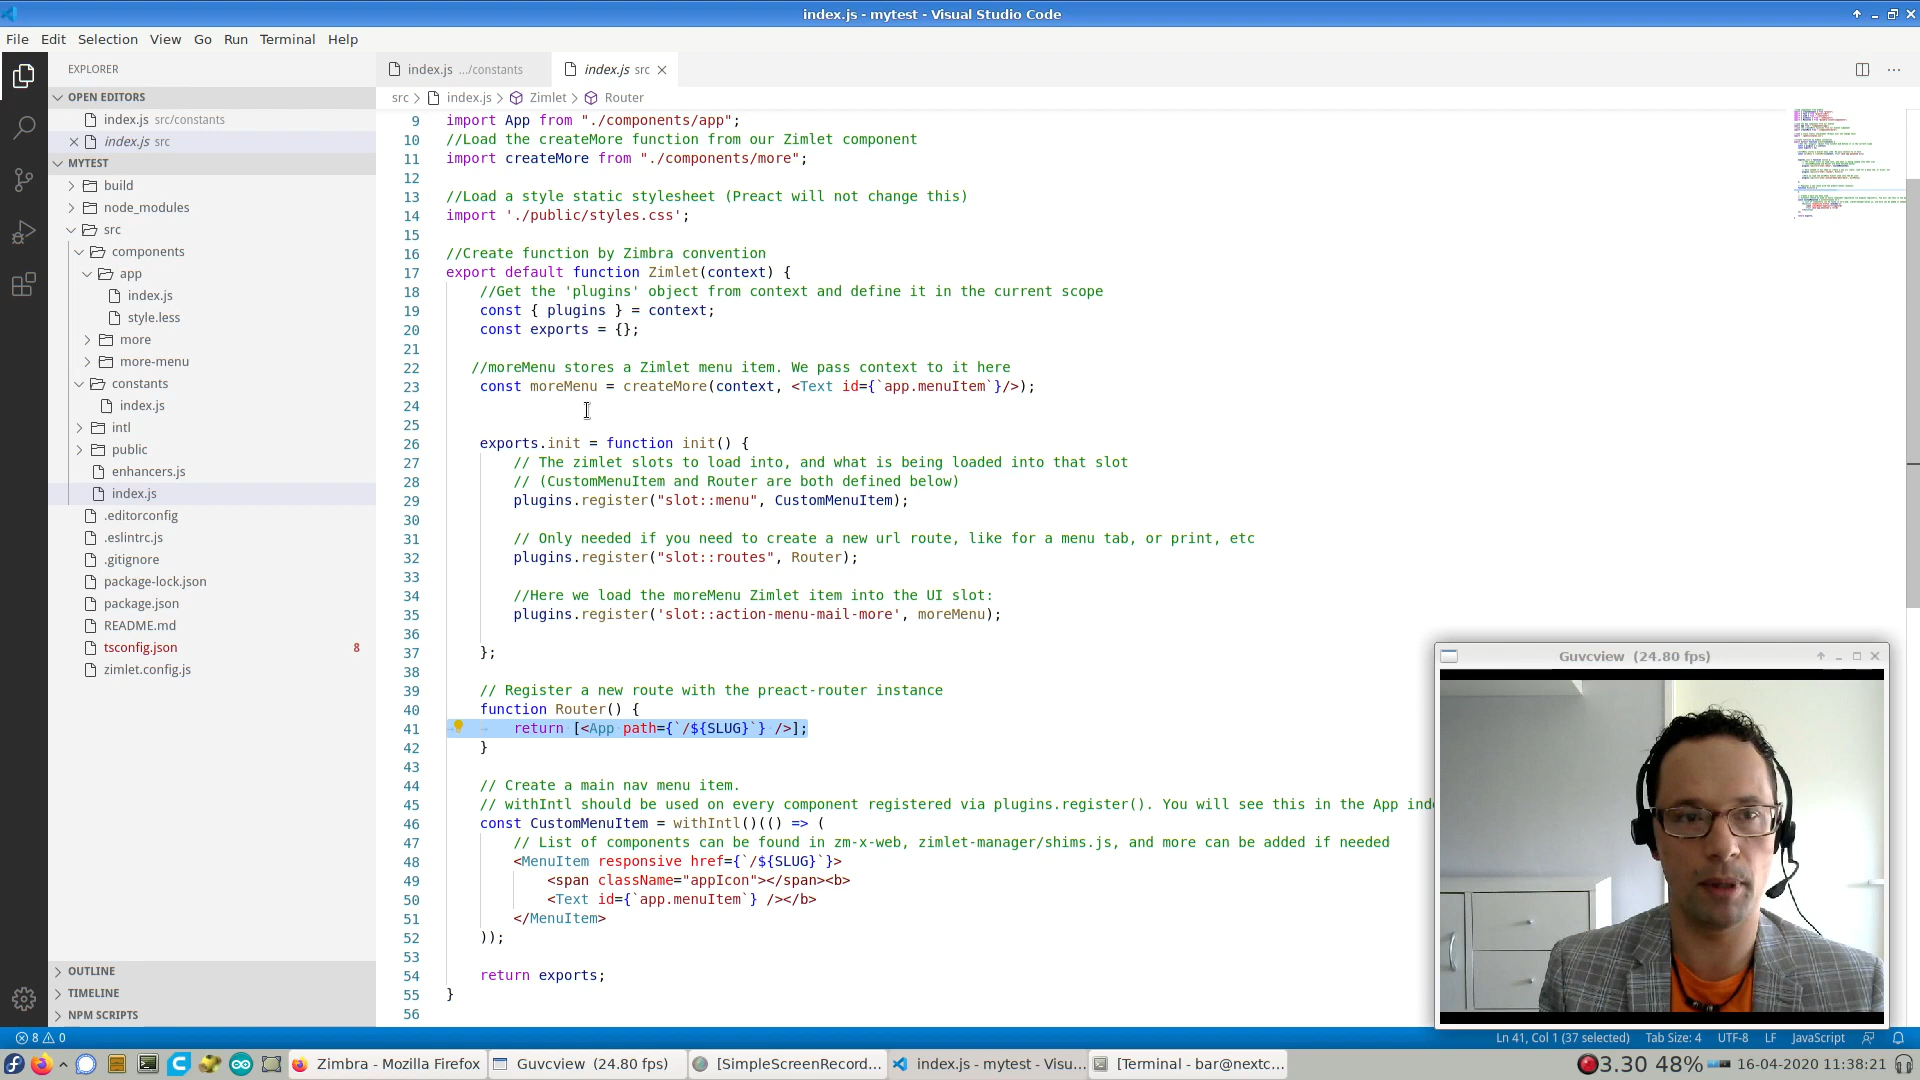 index.js - mytest - Visual Studio Code
File Edit Selection View Go Run Terminal Help
EXPLORER
OPEN EDITORS
index.js src/constants
index.js src
MYTEST
build
node_modules
src
components
app
index.js
style.less
more
more-menu
constants
index.js
intl
public
enhancers.js
index.js
.editorconfig
.eslintrc.js
.gitignore
package-lock.json
package.json
README.md
tsconfig.json 8
zimlet.config.js
OUTLINE
TIMELINE
NPM SCRIPTS
index.js .../constants
index.js src
src > index.js > Zimlet > Router
9 import App from "./components/app";
10 //Load the createMore function from our Zimlet component
11 import createMore from "./components/more";
12
13 //Load a style static stylesheet (Preact will not change this)
14 import './public/styles.css';
15
16 //Create function by Zimbra convention
17 export default function Zimlet(context) {
18 //Get the 'plugins' object from context and define it in the current scope
19 const { plugins } = context;
20 const exports = {};
21
22 //moreMenu stores a Zimlet menu item. We pass context to it here
23 const moreMenu = createMore(context, <Text id={`app.menuItem`}/>);
24
25
26 exports.init = function init() {
27 // The zimlet slots to load into, and what is being loaded into that slot
28 // (CustomMenuItem and Router are both defined below)
29 plugins.register("slot::menu", CustomMenuItem);
30
31 // Only needed if you need to create a new url route, like for a menu tab, or print, etc
32 plugins.register("slot::routes", Router);
33
34 //Here we load the moreMenu Zimlet item into the UI slot:
35 plugins.register('slot::action-menu-mail-more', moreMenu);
36
37 };
38
39 // Register a new route with the preact-router instance
40 function Router() {
41 return [<App path={`/${SLUG}`} />];
42 }
43
44 // Create a main nav menu item.
45 // withIntl should be used on every component registered via plugins.register(). You will see this in the App ind
46 const CustomMenuItem = withIntl()(() => (
47 // List of components can be found in zm-x-web, zimlet-manager/shims.js, and more can be added if needed
48 <MenuItem responsive href={`/${SLUG}`}>
49 <span className="appIcon"></span><b>
50 <Text id={`app.menuItem`} /></b>
51 </MenuItem>
52 ));
53
54 return exports;
55 }
56
Guvcview (24.80 fps)
8 0
Ln 41, Col 1 (37 selected) Tab Size: 4 UTF-8 LF JavaScript
Zimbra - Mozilla Firefox
Guvcview (24.80 fps)
[SimpleScreenRecord...
index.js - mytest - Visu...
[Terminal - bar@nextc...
3.30 48% 16-04-2020 11:38:21